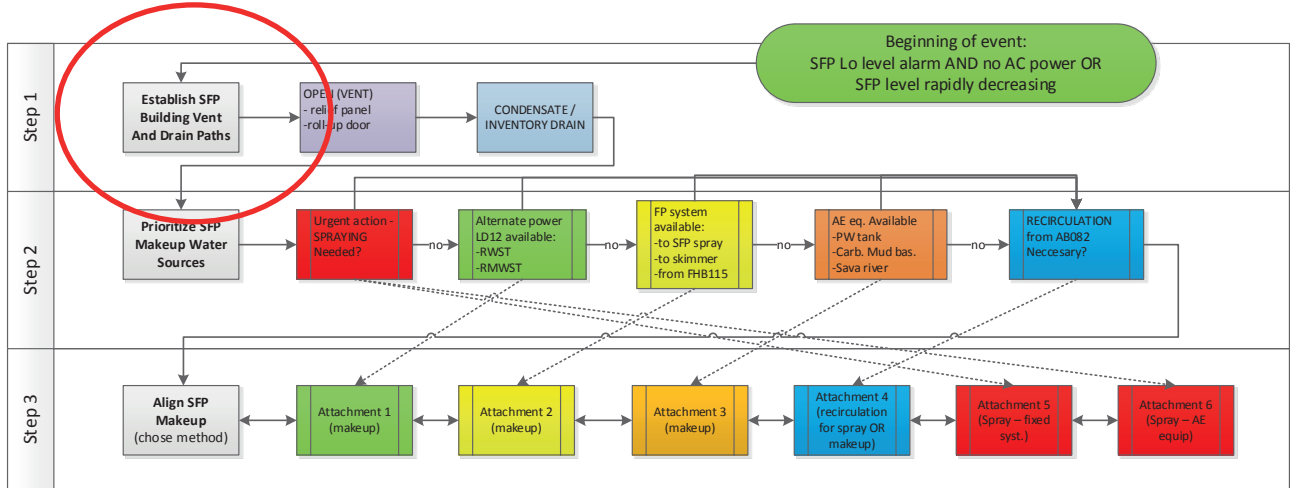 Beginning of event:
SFP Lo level alarm AND no AC power OR
SFP level rapidly decreasing
Step 1
Establish SFP
Building Vent
And Drain Paths
OPEN (VENT)
- relief panel
-roll-up door
CONDENSATE /
INVENTORY DRAIN
Step 2
Prioritize SFP
Makeup Water
Sources
Urgent action -
SPRAYING
Needed?
no
Alternate power
LD12 available:
-RWST
-RMWST
no
FP system
available:
-to SFP spray
-to skimmer
-from FHB115
no
AE eq. Available
-PW tank
-Carb. Mud bas.
-Sava river
no
RECIRCULATION
from AB082
Neccesary?
Step 3
Align SFP
Makeup
(chose method)
Attachment 1
(makeup)
Attachment 2
(makeup)
Attachment 3
(makeup)
Attachment 4
(recirculation
for spray OR
makeup)
Attachment 5
(Spray – fixed
syst.)
Attachment 6
(Spray – AE
equip)